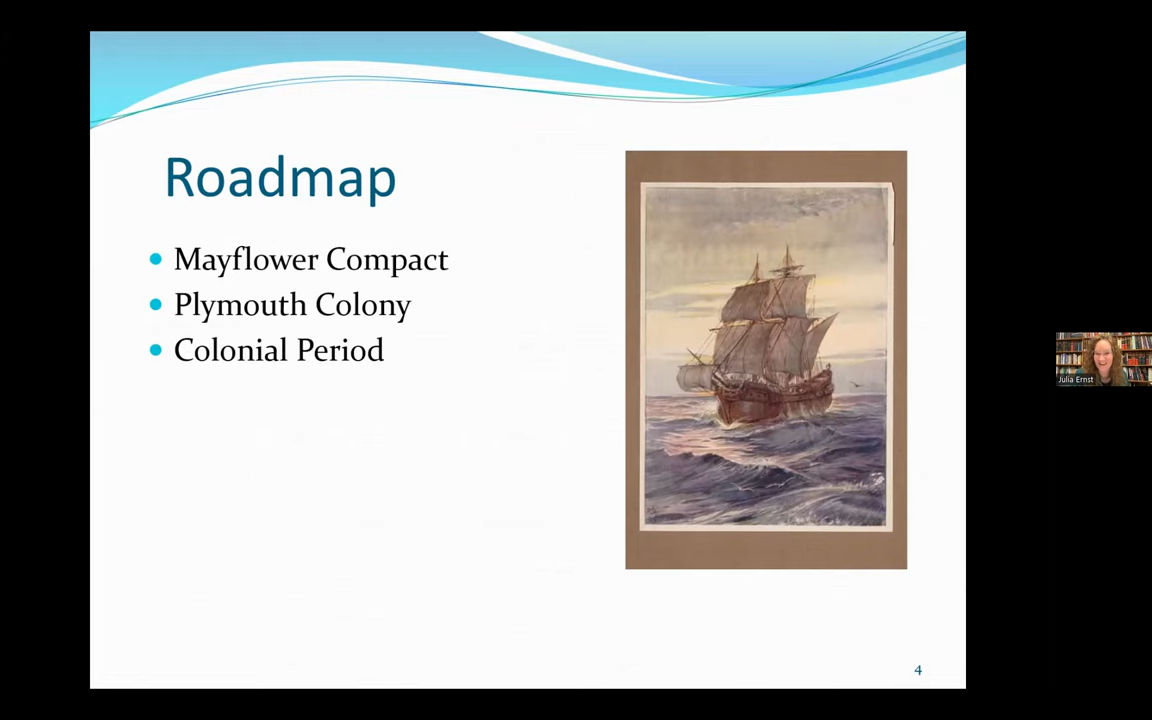 Roadmap
Mayflower Compact
Plymouth Colony
Colonial Period
Julia Ernst
4